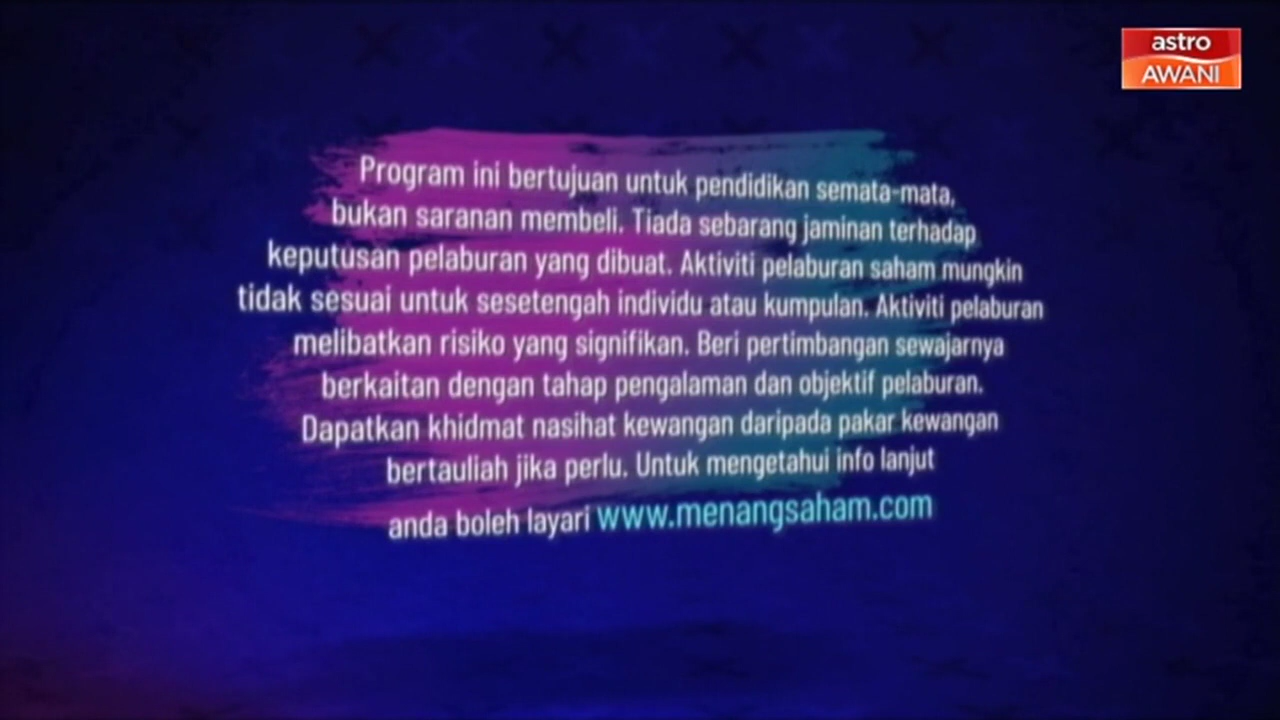 astro
AWANI
Program ini bertujuan untuk pendidikan semata-mata,
bukan saranan membeli. Tiada sebarang jaminan terhadap
keputusan pelaburan yang dibuat. Aktiviti pelaburan saham mungkin
tidak sesuai untuk sesetengah individu atau kumpulan. Aktiviti pelaburan
melibatkan risiko yang signifikan. Beri pertimbangan sewajarnya
berkaitan dengan tahap pengalaman dan objektif pelaburan.
Dapatkan khidmat nasihat kewangan daripada pakar kewangan
bertauliah jika perlu. Untuk mengetahui info lanjut
anda boleh layari www.menangsaham.com